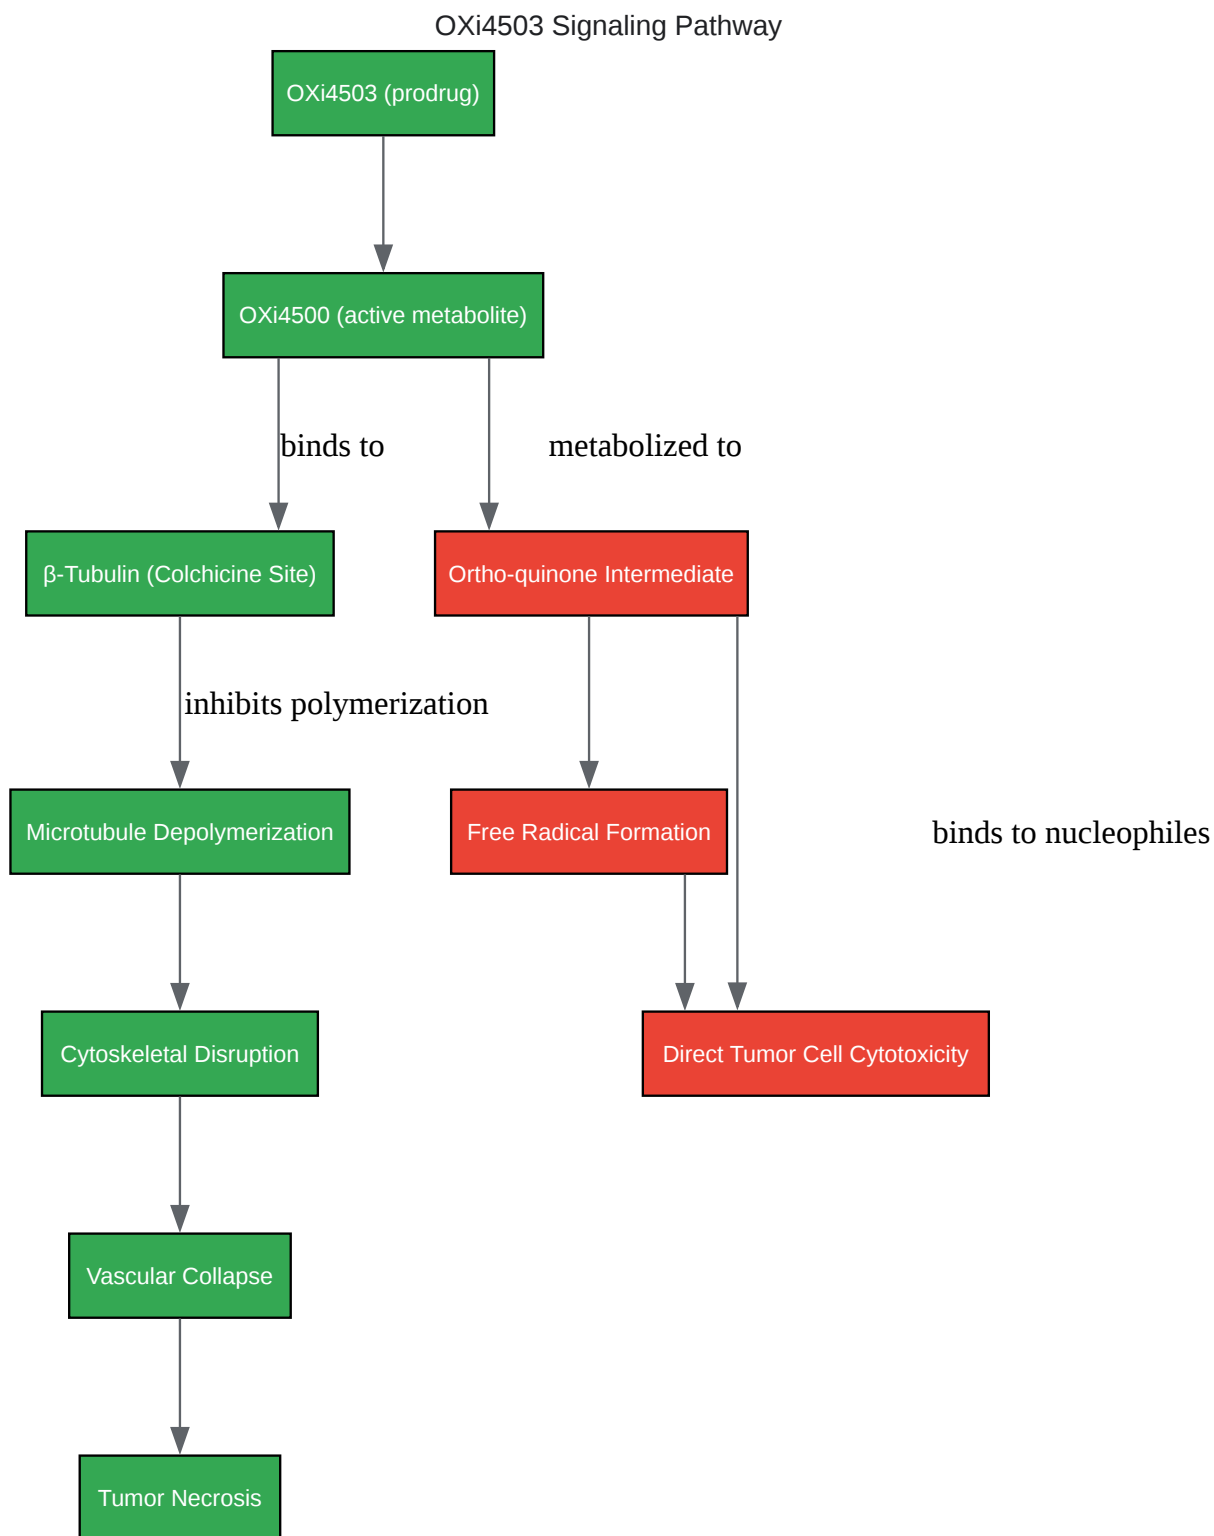 OXi4503 Signaling Pathway
OXi4503 (prodrug)
OXi4500 (active metabolite)
binds to
metabolized to
β-Tubulin (Colchicine Site)
Ortho-quinone Intermediate
inhibits polymerization
Microtubule Depolymerization
Free Radical Formation
binds to nucleophiles
Cytoskeletal Disruption
Direct Tumor Cell Cytotoxicity
Vascular Collapse
Tumor Necrosis